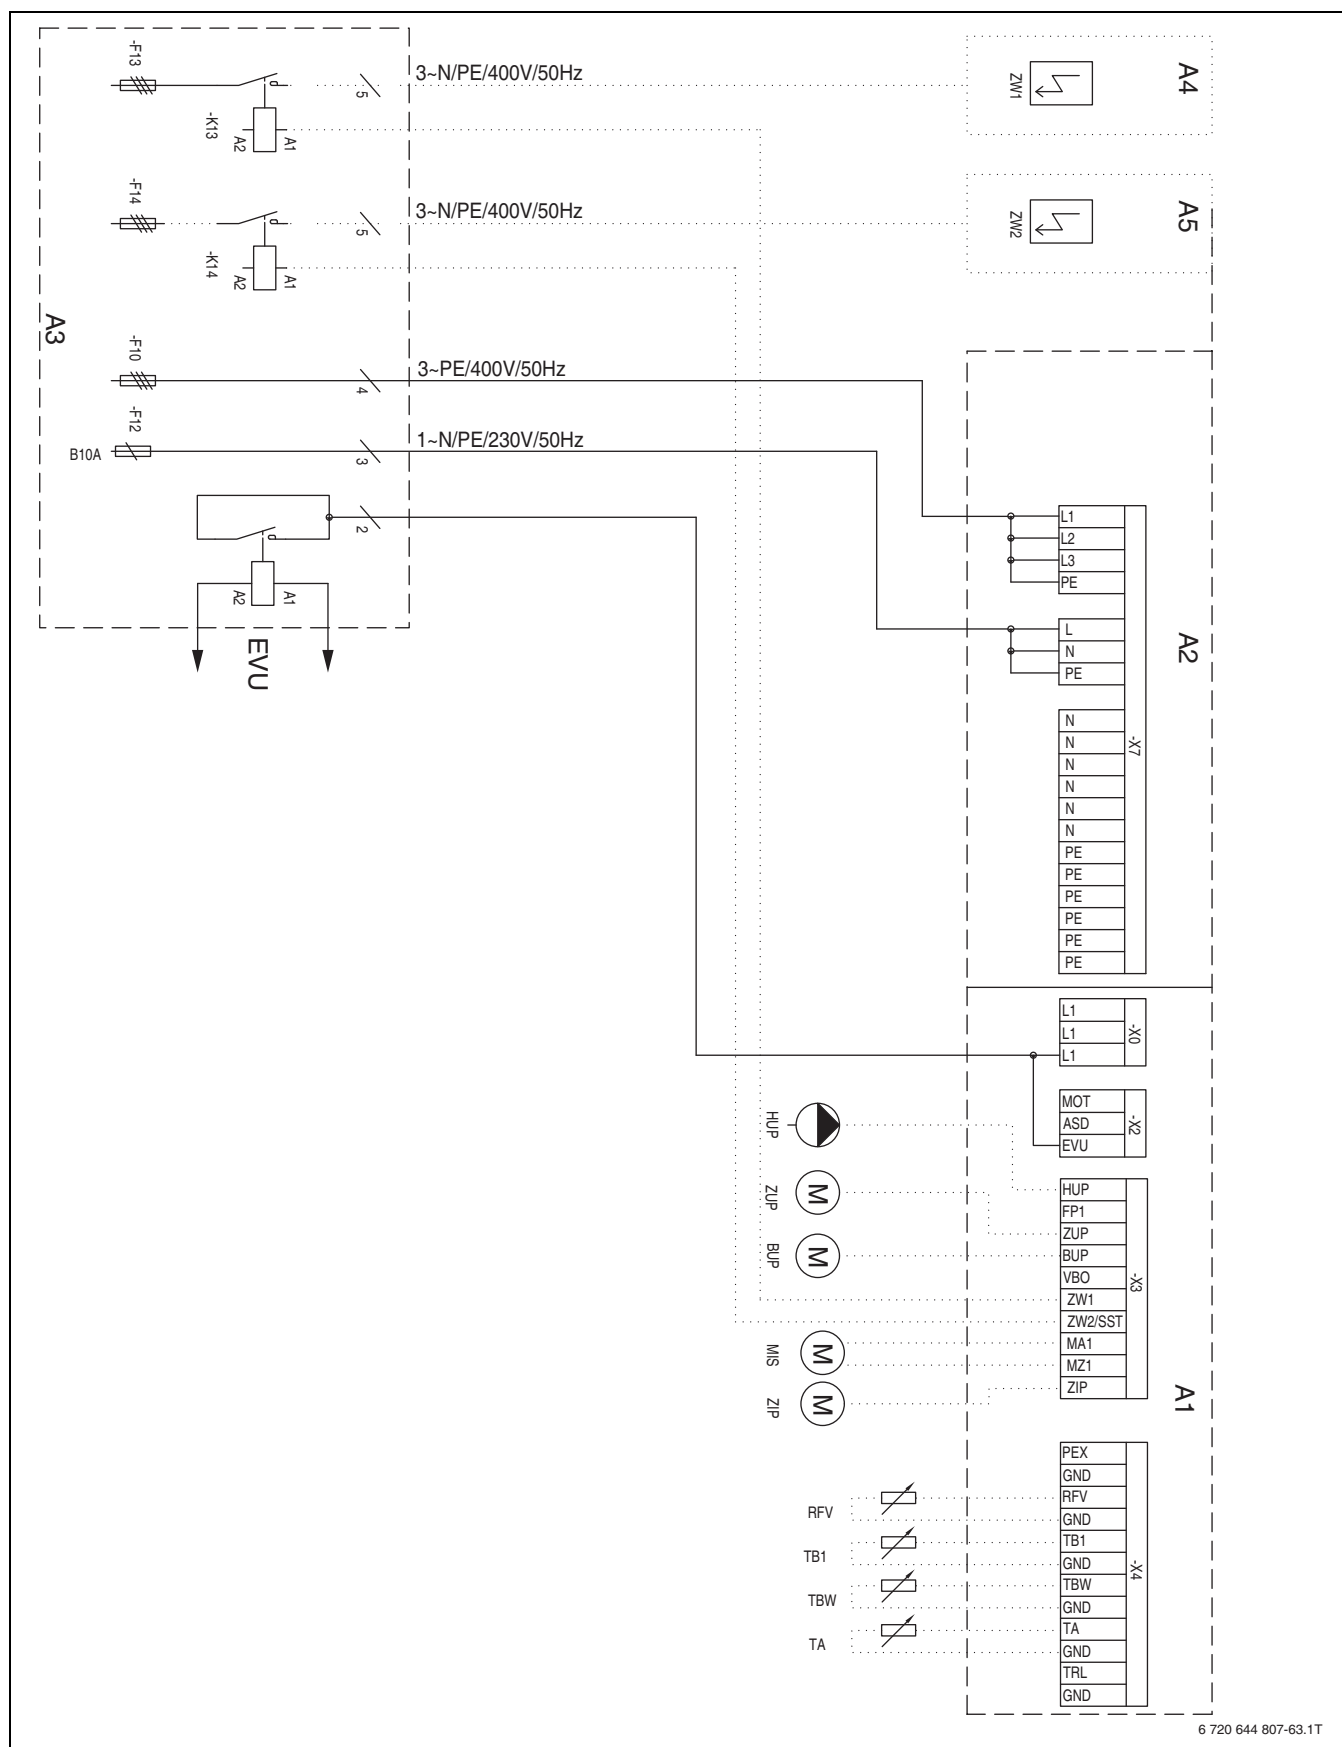 -F13
3~N/PE/400V/50Hz
5
-K13
A2
A1
ZW1
A4
-F14
3~N/PE/400V/50Hz
5
-K14
A2
A1
ZW2
A5
A3
-F10
3~PE/400V/50Hz
4
-F12
B10A
1~N/PE/230V/50Hz
3
2
A2
A1
EVU
L1
L2
L3
PE
L
N
PE
N
N
N
N
N
N
PE
PE
PE
PE
PE
PE
-X7
A2
L1
L1
L1
-X0
MOT
ASD
EVU
-X2
HUP
M
ZUP
M
BUP
M
MIS
M
ZIP
HUP
FP1
ZUP
BUP
VBO
ZW1
ZW2/SST
MA1
MZ1
ZIP
-X3
A1
RFV
TB1
TBW
TA
PEX
GND
RFV
GND
TB1
GND
TBW
GND
TA
GND
TRL
GND
-X4
6 720 644 807-63.1T